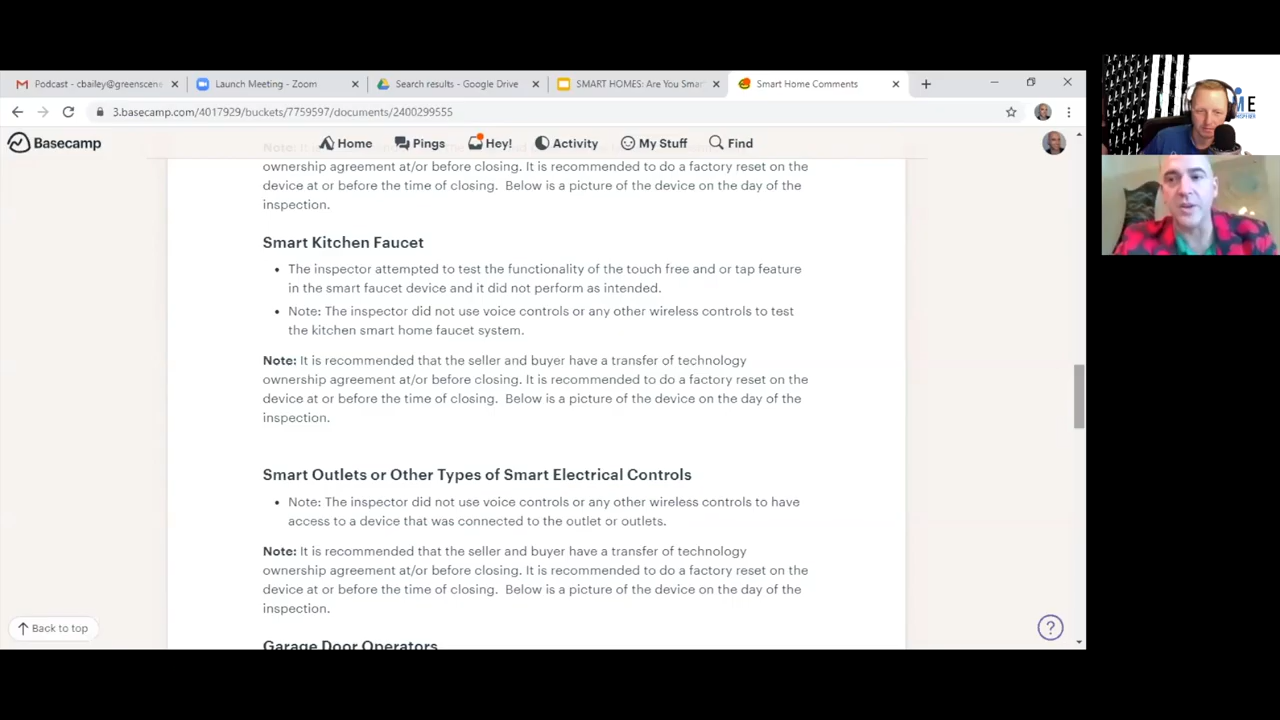 Podcast - cbailey@greenscene
Launch Meeting - Zoom
Search results - Google Drive
SMART HOMES: Are You Smar
Smart Home Comments
3.basecamp.com/4017929/buckets/7759597/documents/2400299555
Basecamp
Home
Pings
Hey!
Activity
My Stuff
Find
ownership agreement at/or before closing. It is recommended to do a factory reset on the
device at or before the time of closing. Below is a picture of the device on the day of the
inspection.
Smart Kitchen Faucet
• The inspector attempted to test the functionality of the touch free and or tap feature
in the smart faucet device and it did not perform as intended.
• Note: The inspector did not use voice controls or any other wireless controls to test
the kitchen smart home faucet system.
Note: It is recommended that the seller and buyer have a transfer of technology
ownership agreement at/or before closing. It is recommended to do a factory reset on the
device at or before the time of closing. Below is a picture of the device on the day of the
inspection.
Smart Outlets or Other Types of Smart Electrical Controls
• Note: The inspector did not use voice controls or any other wireless controls to have
access to a device that was connected to the outlet or outlets.
Note: It is recommended that the seller and buyer have a transfer of technology
ownership agreement at/or before closing. It is recommended to do a factory reset on the
device at or before the time of closing. Below is a picture of the device on the day of the
inspection.
Garage Door Operators
Back to top
?